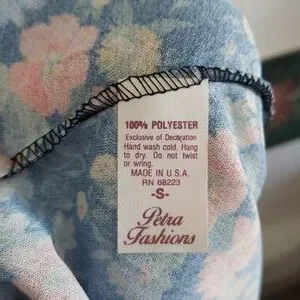 100% POLYESTER
Exclusive of Decoration
Hand wash cold. Hang
to dry. Do not twist
or wring.
MADE IN U.S.A.
RN 68223
-S-
Petra
Fashions